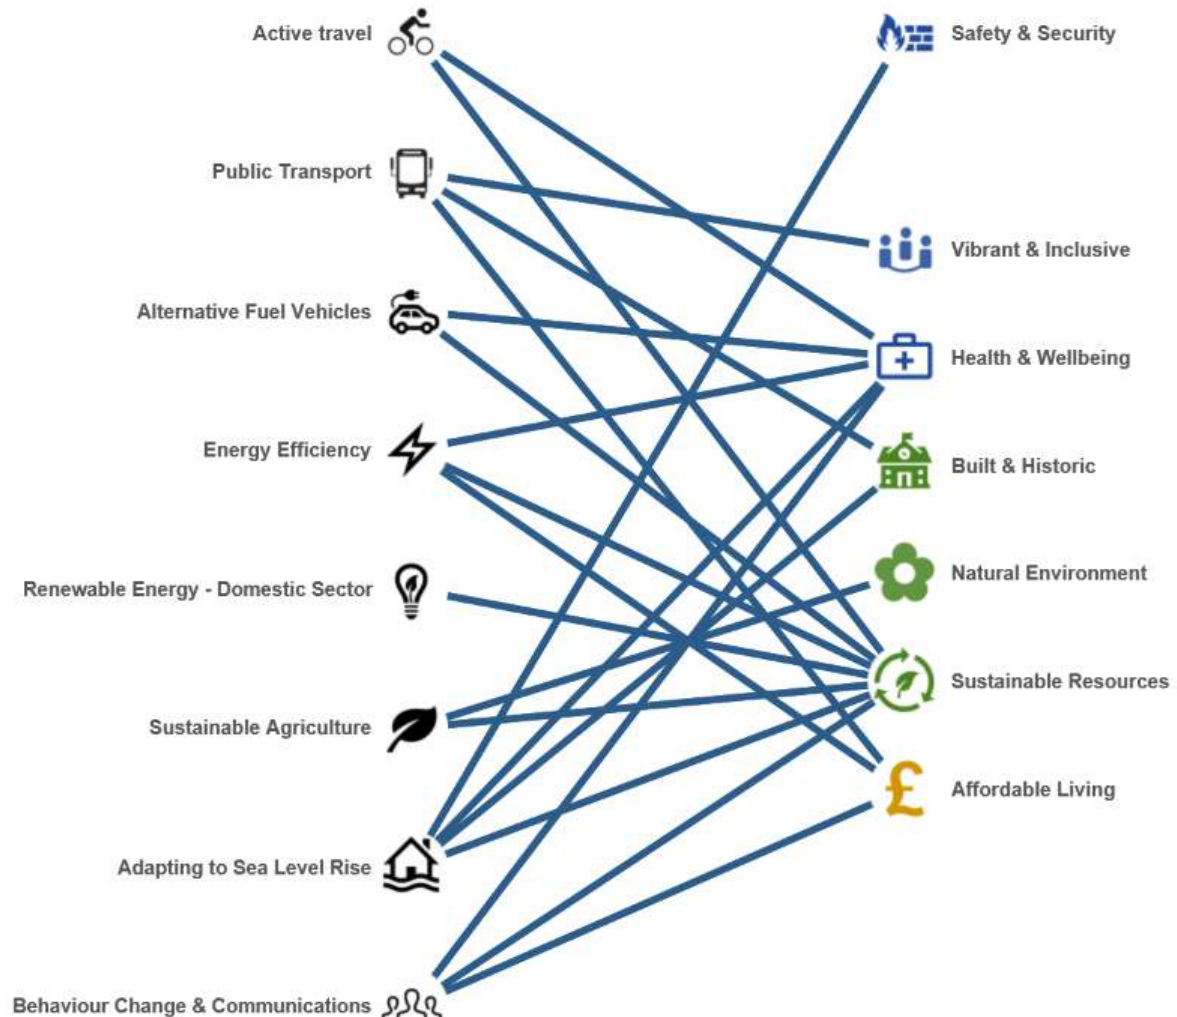 Active travel
Safety & Security
Public Transport
Vibrant & Inclusive
Alternative Fuel Vehicles
Health & Wellbeing
Energy Efficiency
Built & Historic
Natural Environment
Renewable Energy - Domestic Sector
Sustainable Resources
Sustainable Agriculture
£ Affordable Living
Adapting to Sea Level Rise
Behaviour Change & Communications